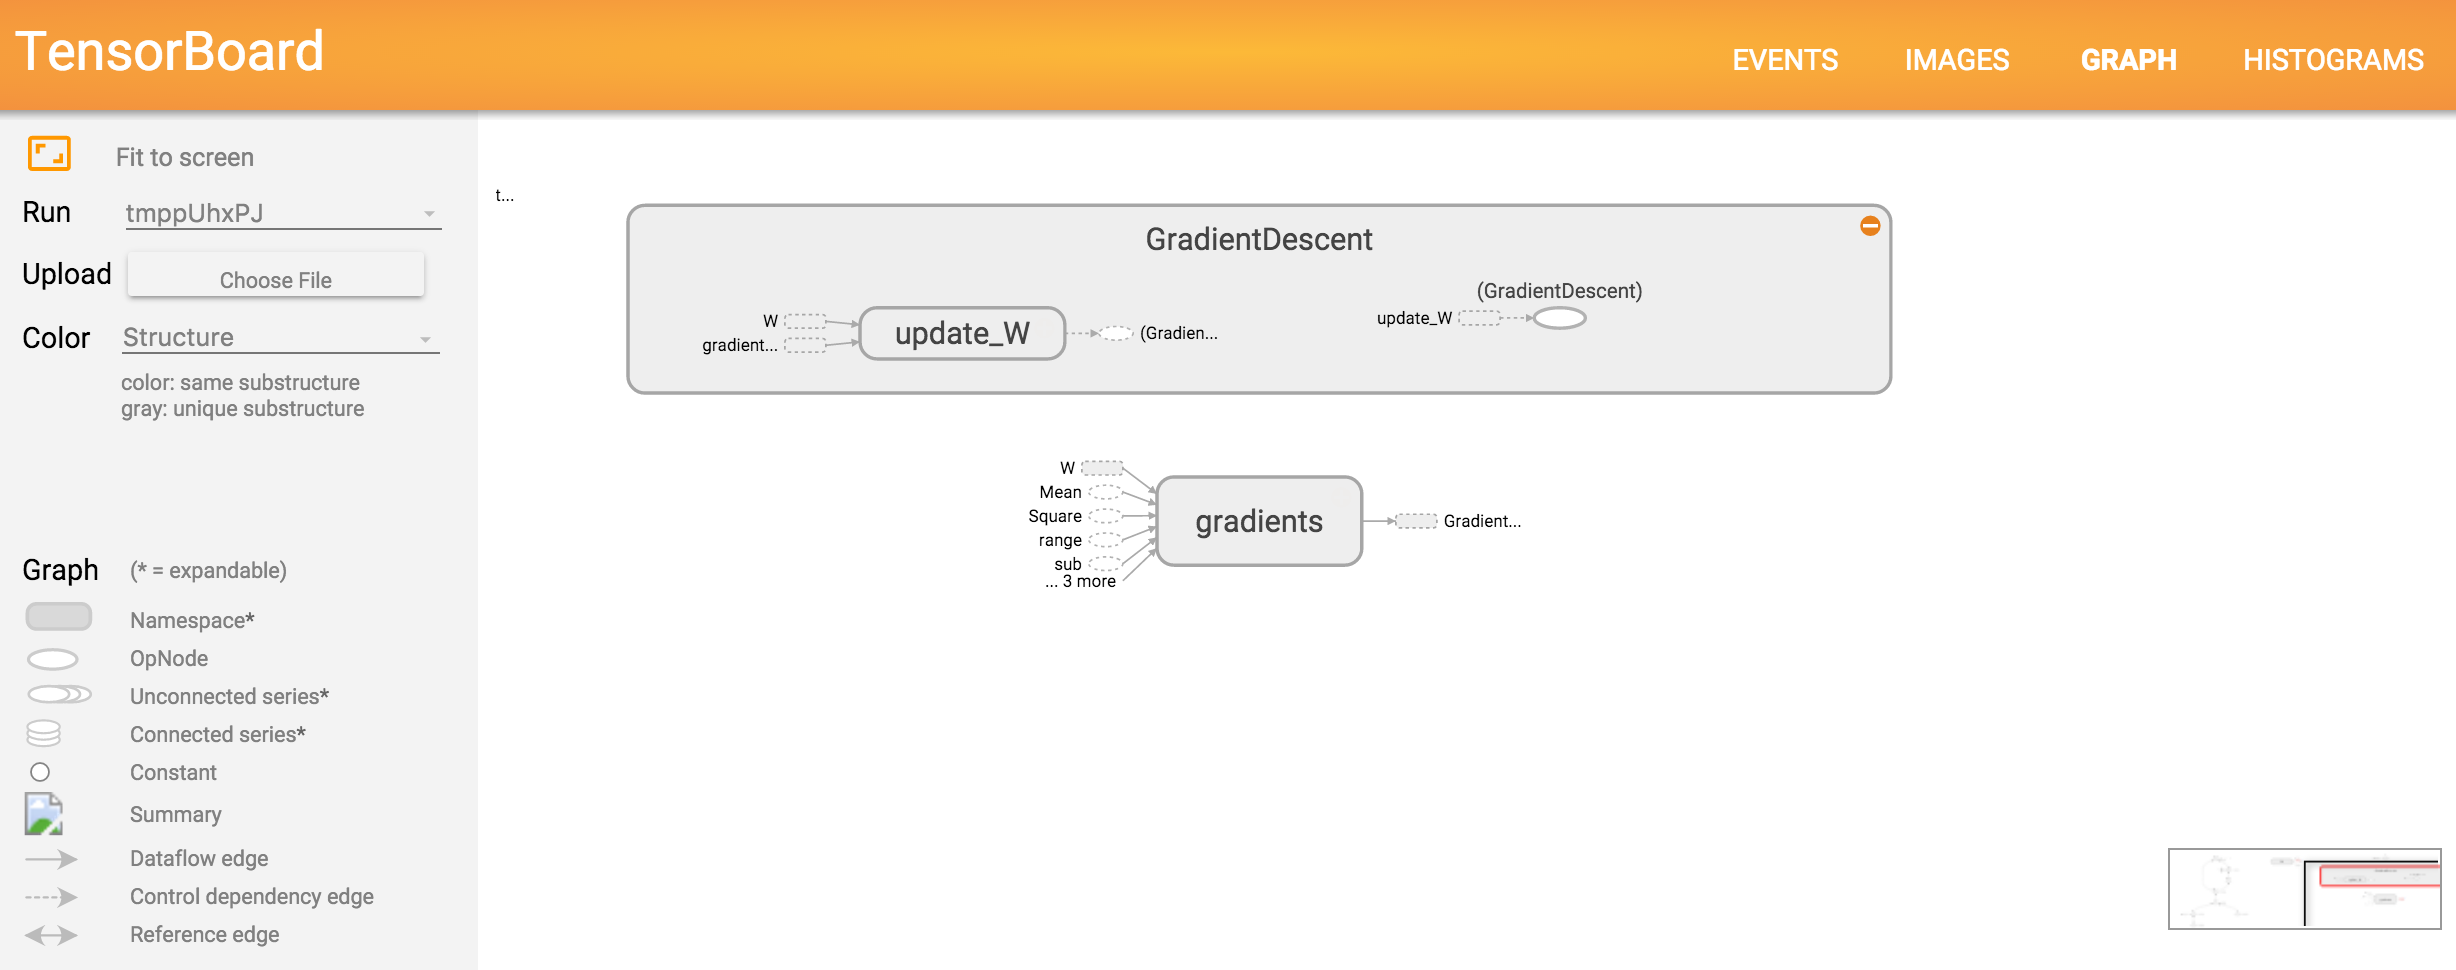 TensorBoard
EVENTS
IMAGES
GRAPH
HISTOGRAMS
Fit to screen
Run
tmppUhxPJ
Upload
Choose File
Color
Structure
color: same substructure
gray: unique substructure
Graph
(* = expandable)
Namespace*
OpNode
Unconnected series*
Connected series*
Constant
Summary
Dataflow edge
Control dependency edge
Reference edge
t...
GradientDescent
W
gradient...
update_W
(Gradien...
(GradientDescent)
update_W
W
Mean
Square
range
sub
... 3 more
gradients
Gradient...